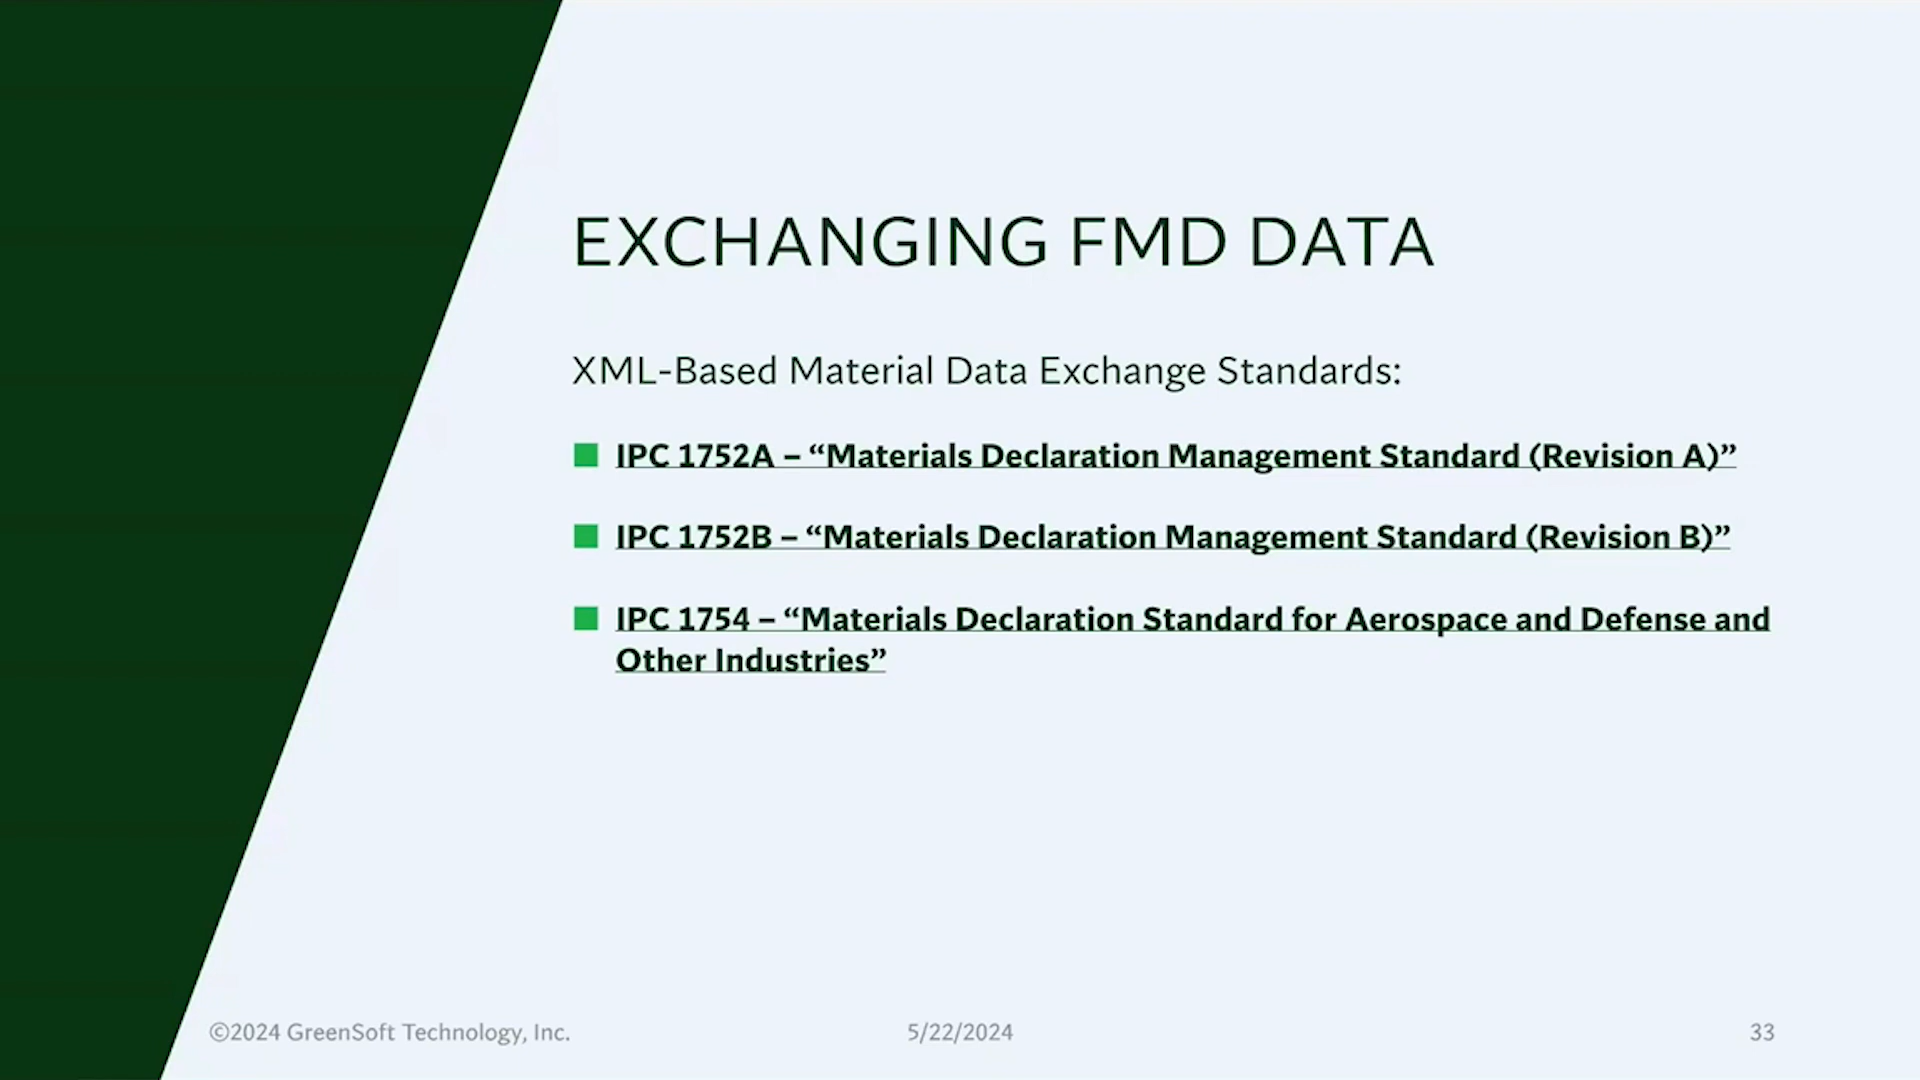 EXCHANGING FMD DATA
XML-Based Material Data Exchange Standards:
IPC 1752A – “Materials Declaration Management Standard (Revision A)”
IPC 1752B – “Materials Declaration Management Standard (Revision B)”
IPC 1754 – “Materials Declaration Standard for Aerospace and Defense and
Other Industries”
©2024 GreenSoft Technology, Inc.
5/22/2024
33